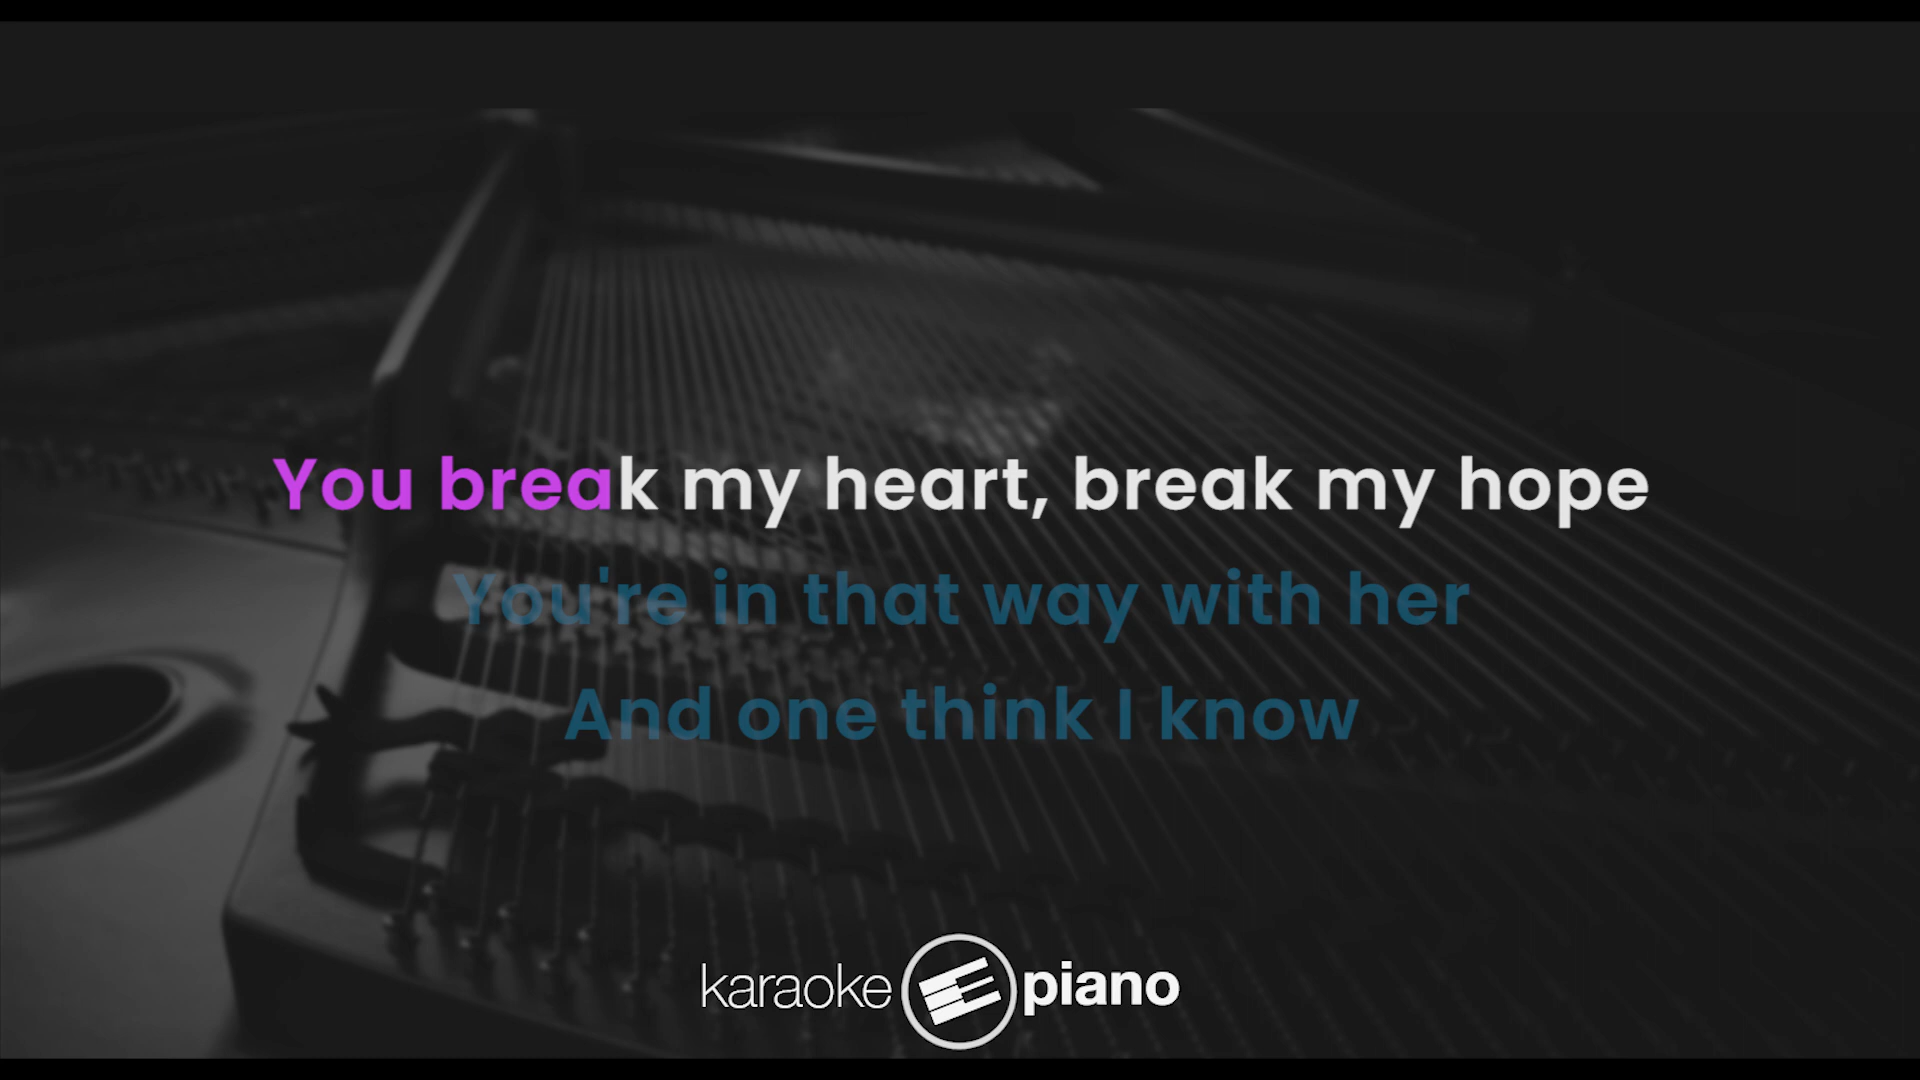 You break my heart, break my hope
You're in that way with her
And one think I know
karaoke piano